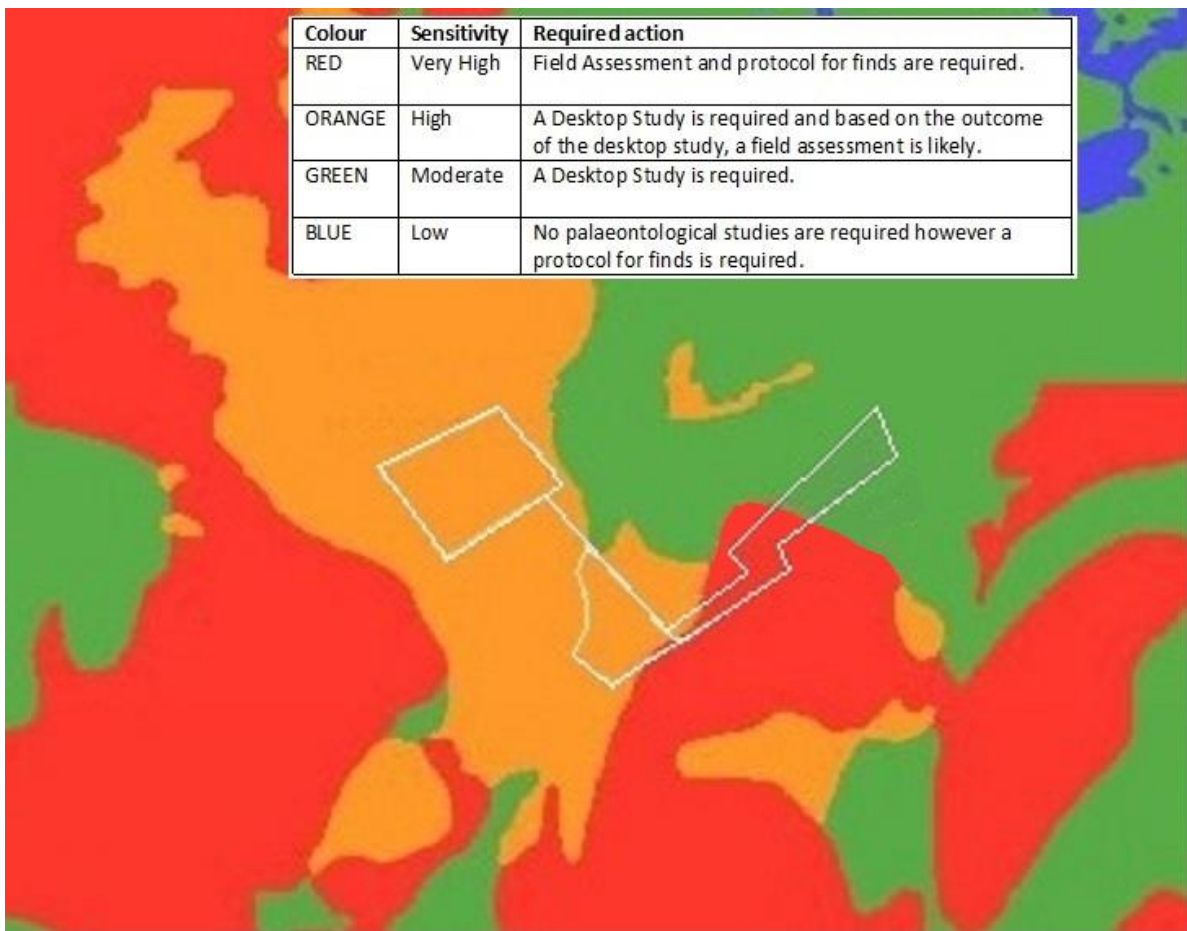 Colour Sensitivity Required action
RED Very High Field Assessment and protocol for finds are required.
ORANGE High A Desktop Study is required and based on the outcome
of the desktop study, a field assessment is likely.
GREEN Moderate A Desktop Study is required.
BLUE Low No palaeontological studies are required however a
protocol for finds is required.